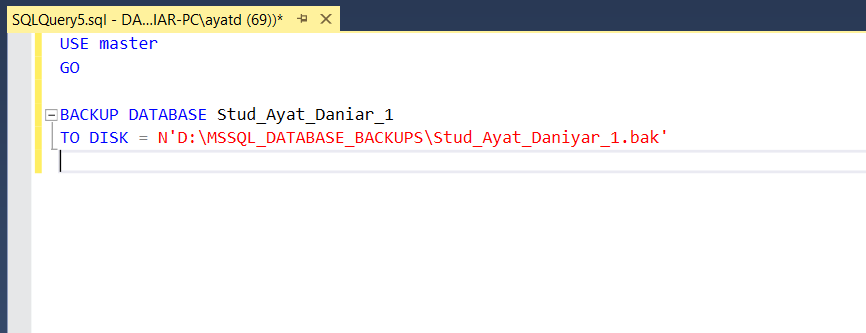 SQLQuery5.sql - DA...IAR-PC\ayatd (69))*
USE master
GO
BACKUP DATABASE Stud_Ayat_Daniar_1
TO DISK = N'D:\MSSQL_DATABASE_BACKUPS\Stud_Ayat_Daniyar_1.bak'